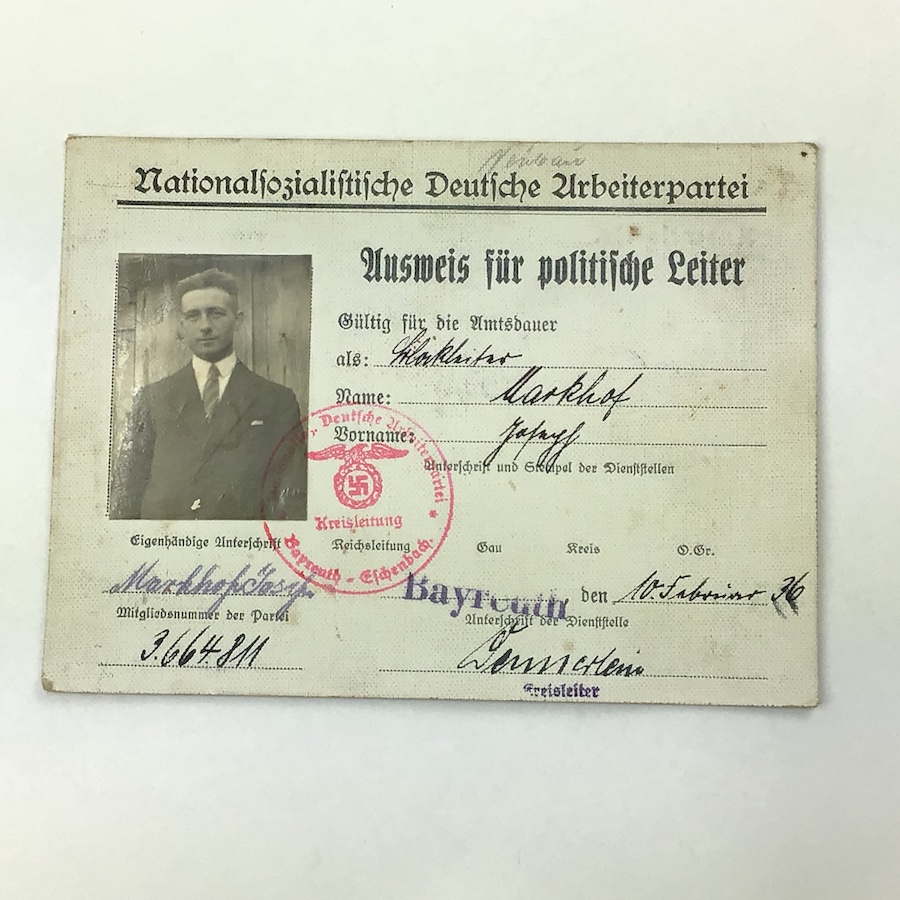 Nationalsozialistische Deutsche Arbeiterpartei
Ausweis für politische Leiter
Gültig für die Amtsdauer
als: Blockleiter
Name: Markhof
Vorname: Josef
Unterschrift und Stempel der Dienststellen
Deutsche Arbeiterpartei
Kreisleitung
Bayreuth - Eschenbach.
Eigenhändige Unterschrift
Reichsleitung Gau Kreis O.Gr.
Markhof Josef
Bayreuth den 10. Februar 36
Mitgliedsnummer der Partei
Unterschrift der Dienststelle
3.664.811
Kreisleiter